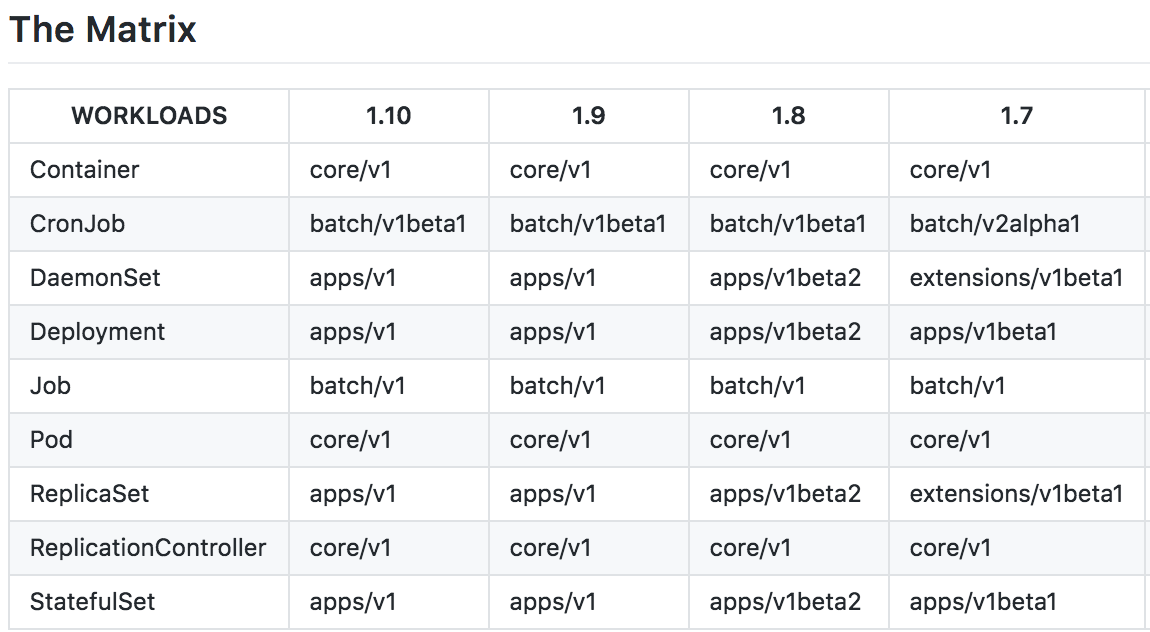 The Matrix
WORKLOADS 1.10 1.9 1.8 1.7
Container core/v1 core/v1 core/v1 core/v1
CronJob batch/v1beta1 batch/v1beta1 batch/v1beta1 batch/v2alpha1
DaemonSet apps/v1 apps/v1 apps/v1beta2 extensions/v1beta1
Deployment apps/v1 apps/v1 apps/v1beta2 apps/v1beta1
Job batch/v1 batch/v1 batch/v1 batch/v1
Pod core/v1 core/v1 core/v1 core/v1
ReplicaSet apps/v1 apps/v1 apps/v1beta2 extensions/v1beta1
ReplicationController core/v1 core/v1 core/v1 core/v1
StatefulSet apps/v1 apps/v1 apps/v1beta2 apps/v1beta1